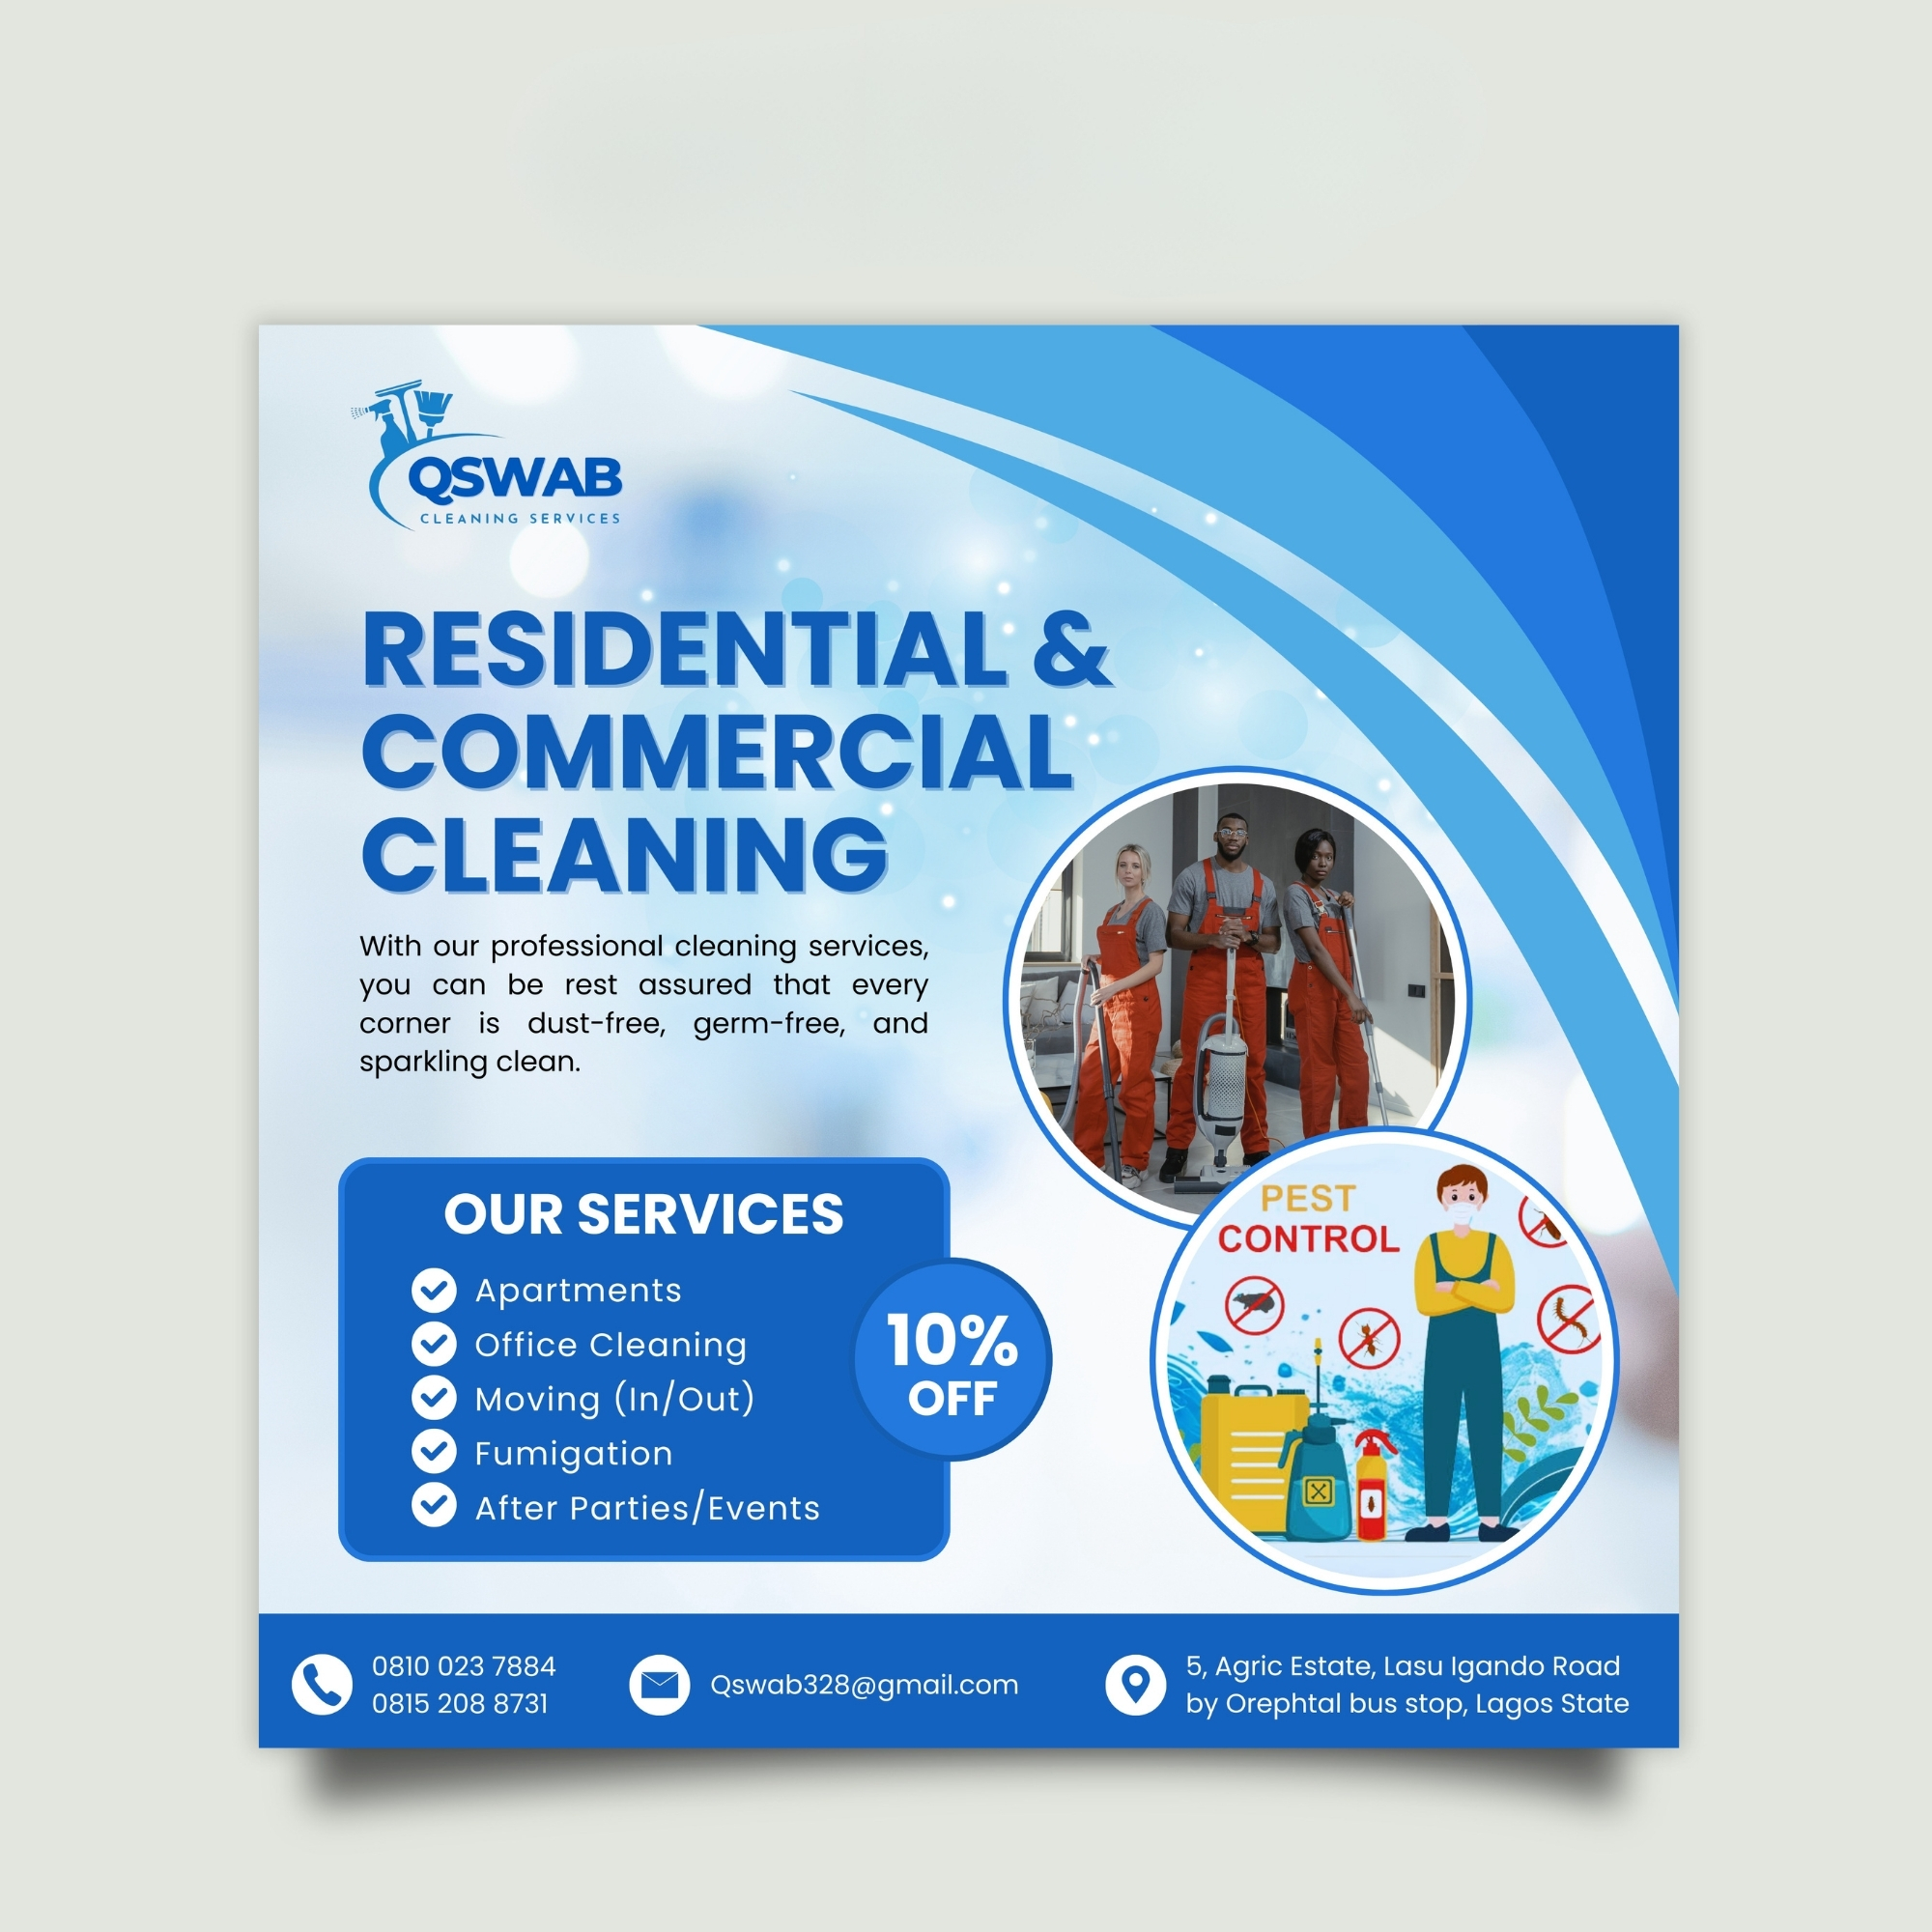 QSWAB
CLEANING SERVICES
RESIDENTIAL &
COMMERCIAL
CLEANING
With our professional cleaning services,
you can be rest assured that every
corner is dust-free, germ-free, and
sparkling clean.
OUR SERVICES
Apartments
Office Cleaning
Moving (In/Out)
Fumigation
After Parties/Events
10%
OFF
PEST
CONTROL
0810 023 7884
0815 208 8731
Qswab328@gmail.com
5, Agric Estate, Lasu Igando Road
by Orephtal bus stop, Lagos State